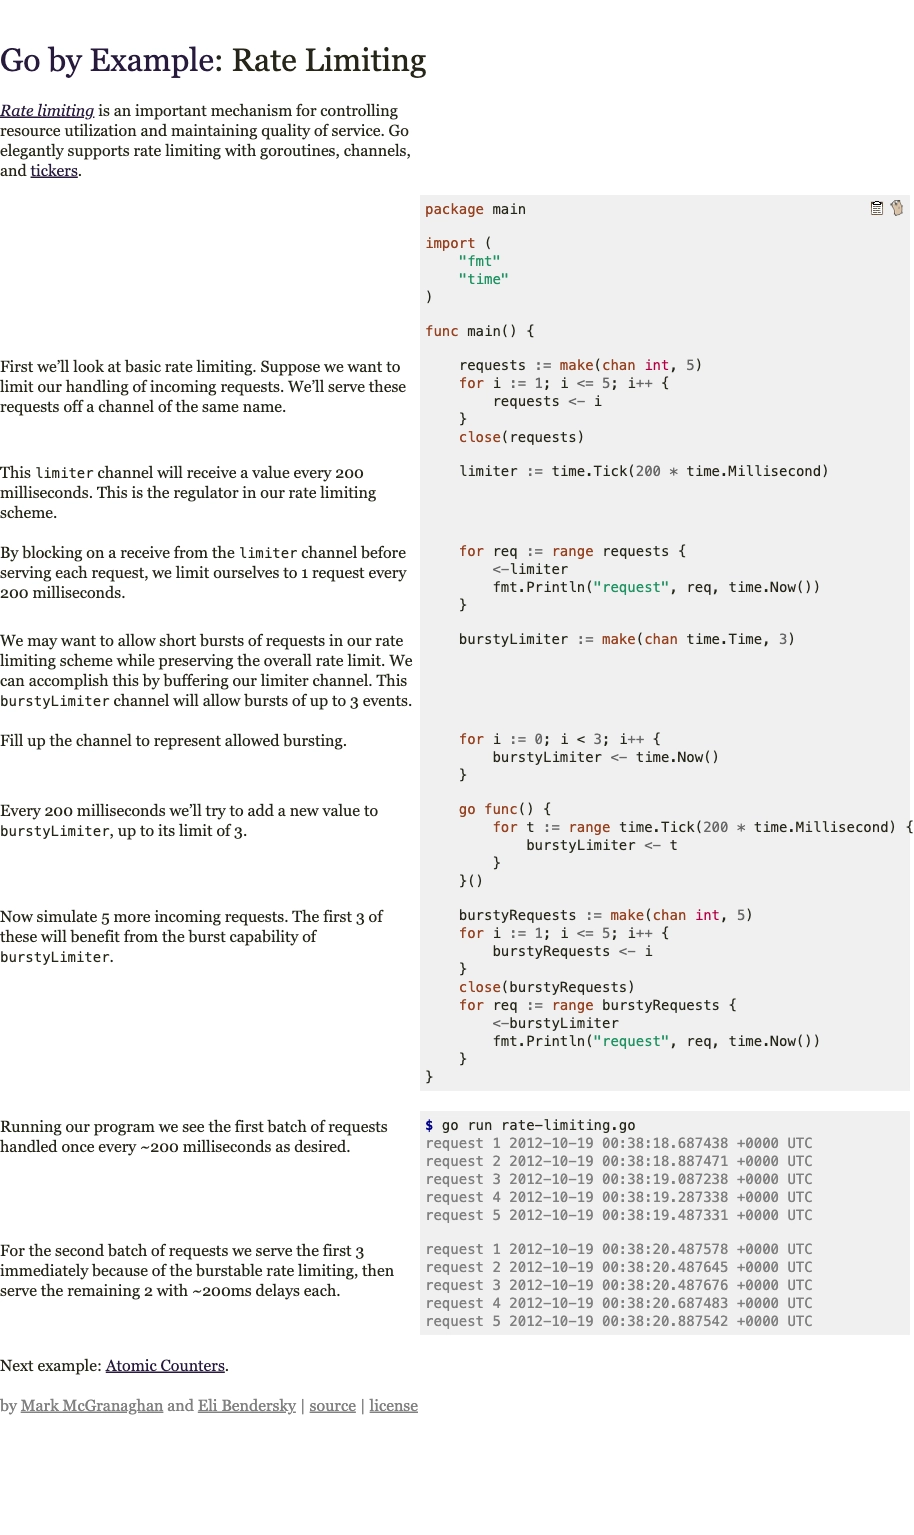 Go by Example: Rate Limiting
Rate limiting is an important mechanism for controlling
resource utilization and maintaining quality of service. Go
elegantly supports rate limiting with goroutines, channels,
and tickers.
package main
import (
    "fmt"
    "time"
)
func main() {
First we’ll look at basic rate limiting. Suppose we want to
limit our handling of incoming requests. We’ll serve these
requests off a channel of the same name.
    requests := make(chan int, 5)
    for i := 1; i <= 5; i++ {
        requests <- i
    }
    close(requests)
This limiter channel will receive a value every 200
milliseconds. This is the regulator in our rate limiting
scheme.
    limiter := time.Tick(200 * time.Millisecond)
By blocking on a receive from the limiter channel before
serving each request, we limit ourselves to 1 request every
200 milliseconds.
    for req := range requests {
        <-limiter
        fmt.Println("request", req, time.Now())
    }
We may want to allow short bursts of requests in our rate
limiting scheme while preserving the overall rate limit. We
can accomplish this by buffering our limiter channel. This
burstyLimiter channel will allow bursts of up to 3 events.
    burstyLimiter := make(chan time.Time, 3)
Fill up the channel to represent allowed bursting.
    for i := 0; i < 3; i++ {
        burstyLimiter <- time.Now()
    }
Every 200 milliseconds we’ll try to add a new value to
burstyLimiter, up to its limit of 3.
    go func() {
        for t := range time.Tick(200 * time.Millisecond) {
            burstyLimiter <- t
        }
    }()
Now simulate 5 more incoming requests. The first 3 of
these will benefit from the burst capability of
burstyLimiter.
    burstyRequests := make(chan int, 5)
    for i := 1; i <= 5; i++ {
        burstyRequests <- i
    }
    close(burstyRequests)
    for req := range burstyRequests {
        <-burstyLimiter
        fmt.Println("request", req, time.Now())
    }
}
Running our program we see the first batch of requests
handled once every ~200 milliseconds as desired.
$ go run rate-limiting.go
request 1 2012-10-19 00:38:18.687438 +0000 UTC
request 2 2012-10-19 00:38:18.887471 +0000 UTC
request 3 2012-10-19 00:38:19.087238 +0000 UTC
request 4 2012-10-19 00:38:19.287338 +0000 UTC
request 5 2012-10-19 00:38:19.487331 +0000 UTC
For the second batch of requests we serve the first 3
immediately because of the burstable rate limiting, then
serve the remaining 2 with ~200ms delays each.
request 1 2012-10-19 00:38:20.487578 +0000 UTC
request 2 2012-10-19 00:38:20.487645 +0000 UTC
request 3 2012-10-19 00:38:20.487676 +0000 UTC
request 4 2012-10-19 00:38:20.687483 +0000 UTC
request 5 2012-10-19 00:38:20.887542 +0000 UTC
Next example: Atomic Counters.
by Mark McGranaghan and Eli Bendersky | source | license